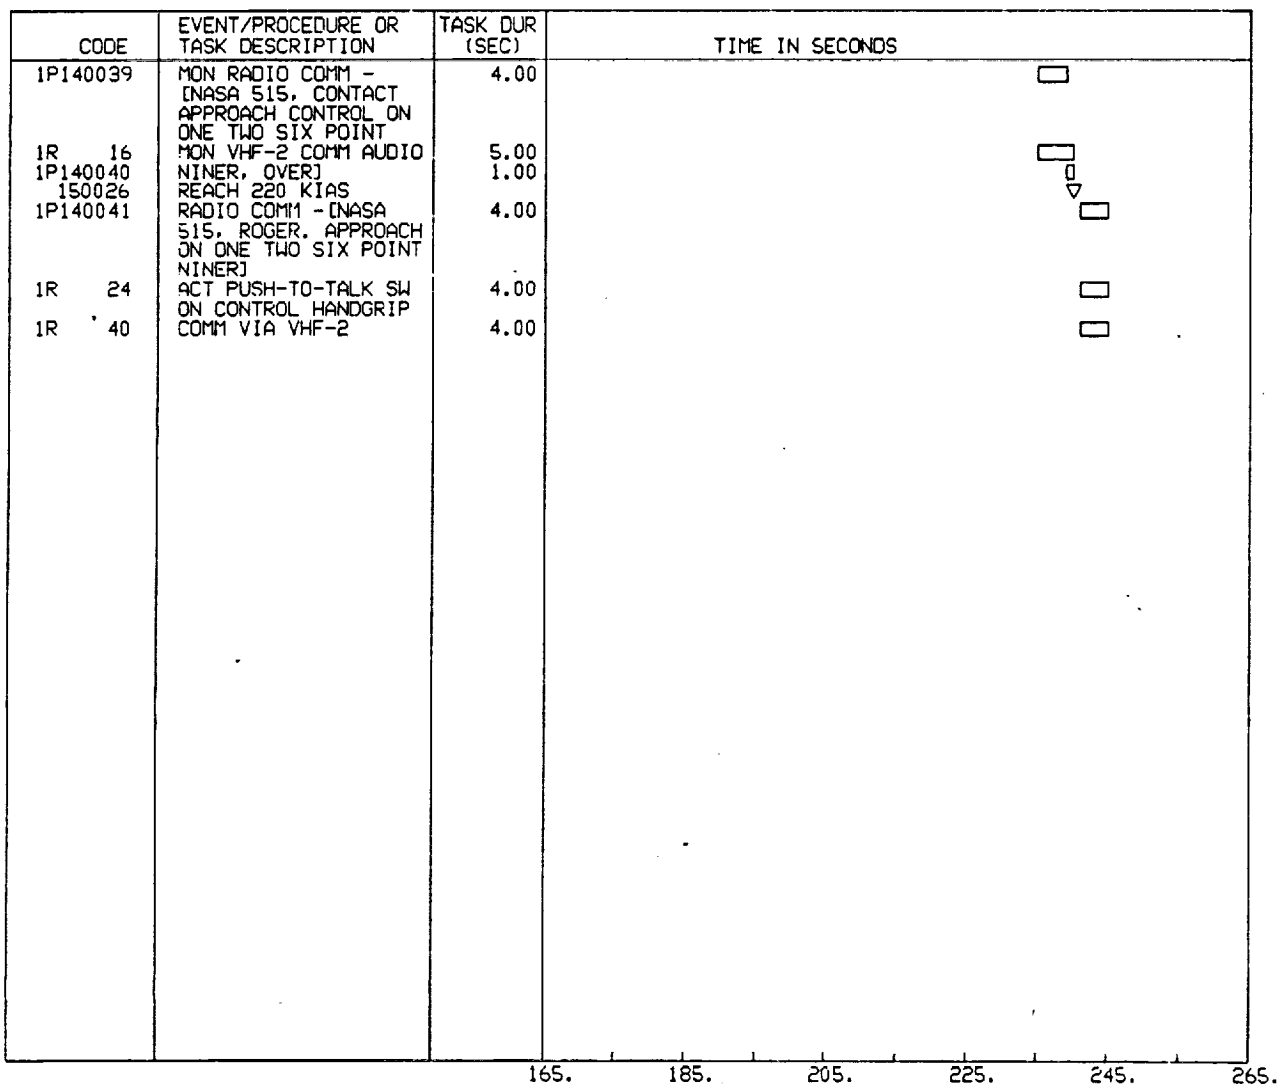 CODE
EVENT/PROCEDURE OR
TASK DESCRIPTION
TASK DUR
(SEC)
TIME IN SECONDS
1P140039 MON RADIO COMM - 4.00
[NASA 515, CONTACT
APPROACH CONTROL ON
ONE TWO SIX POINT
1R 16 MON VHF-2 COMM AUDIO 5.00
1P140040 NINER, OVER] 1.00
150026 REACH 220 KIAS
1P140041 RADIO COMM -[NASA 4.00
515, ROGER. APPROACH
ON ONE TWO SIX POINT
NINER]
1R 24 ACT PUSH-TO-TALK SW 4.00
ON CONTROL HANDGRIP
1R 40 COMM VIA VHF-2 4.00
165. 185. 205. 225. 245. 265.